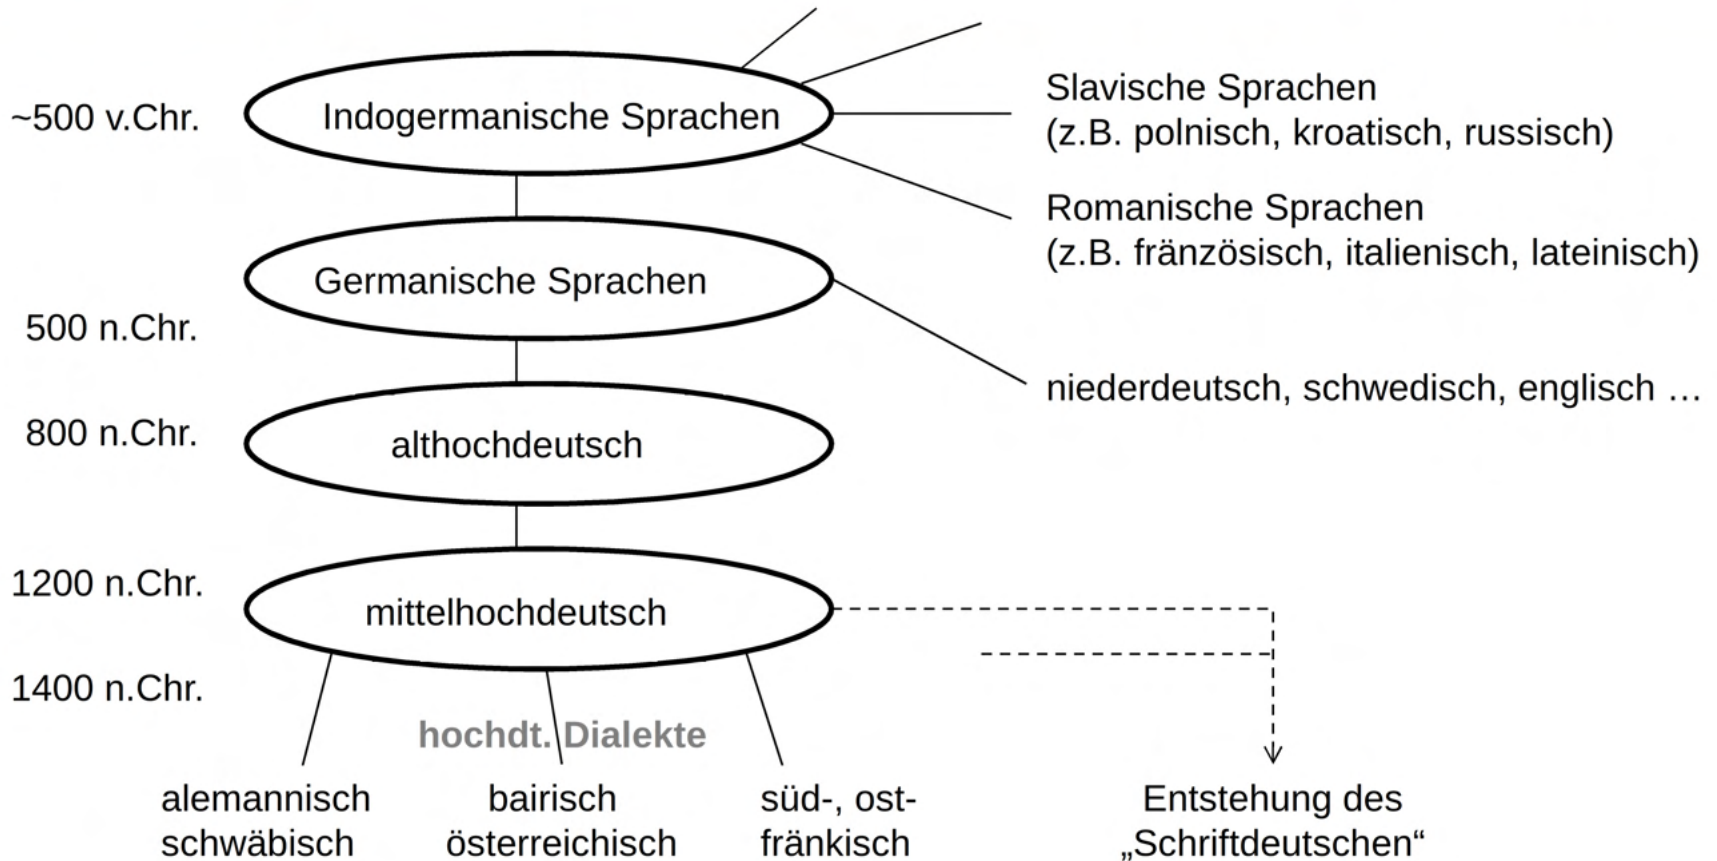 ~500 v.Chr.
Indogermanische Sprachen
Slavische Sprachen
(z.B. polnisch, kroatisch, russisch)
Romanische Sprachen
(z.B. fränzösisch, italienisch, lateinisch)
Germanische Sprachen
500 n.Chr.
niederdeutsch, schwedisch, englisch …
800 n.Chr.
althochdeutsch
1200 n.Chr.
mittelhochdeutsch
1400 n.Chr.
hochdt. Dialekte
alemannisch
schwäbisch
bairisch
österreichisch
süd-, ost-
fränkisch
Entstehung des
„Schriftdeutschen“